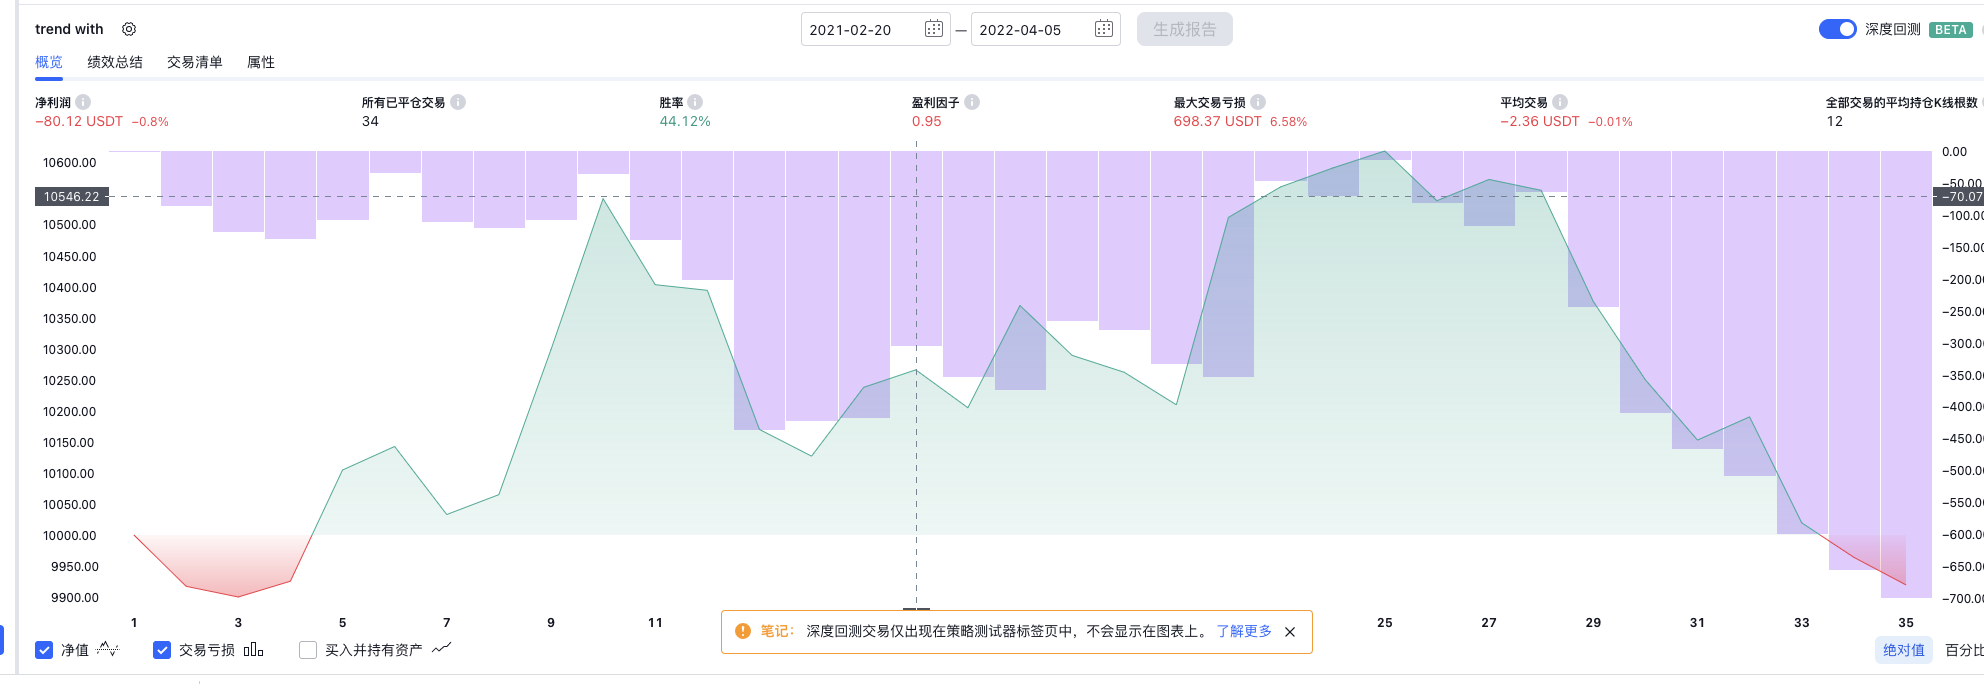 trend with 2021-02-20 — 2022-04-05 生成报告 深度回测 BETA
概览 绩效总结 交易清单 属性
净利润 所有已平仓交易 胜率 盈利因子 最大交易亏损 平均交易 全部交易的平均持仓K线根数
−80.12 USDT −0.8% 34 44.12% 0.95 698.37 USDT 6.58% −2.36 USDT −0.01% 12
10600.00 0.00
−50.00
10546.22 −70.07
10500.00 −100.00
10450.00 −150.00
10400.00 −200.00
10350.00 −250.00
10300.00 −300.00
10250.00 −350.00
10200.00 −400.00
10150.00 −450.00
10100.00 −500.00
10050.00 −550.00
10000.00 −600.00
9950.00 −650.00
9900.00 −700.00
1 3 5 7 9 11 25 27 29 31 33 35
笔记： 深度回测交易仅出现在策略测试器标签页中，不会显示在图表上。 了解更多
净值 交易亏损 买入并持有资产 绝对值 百分比